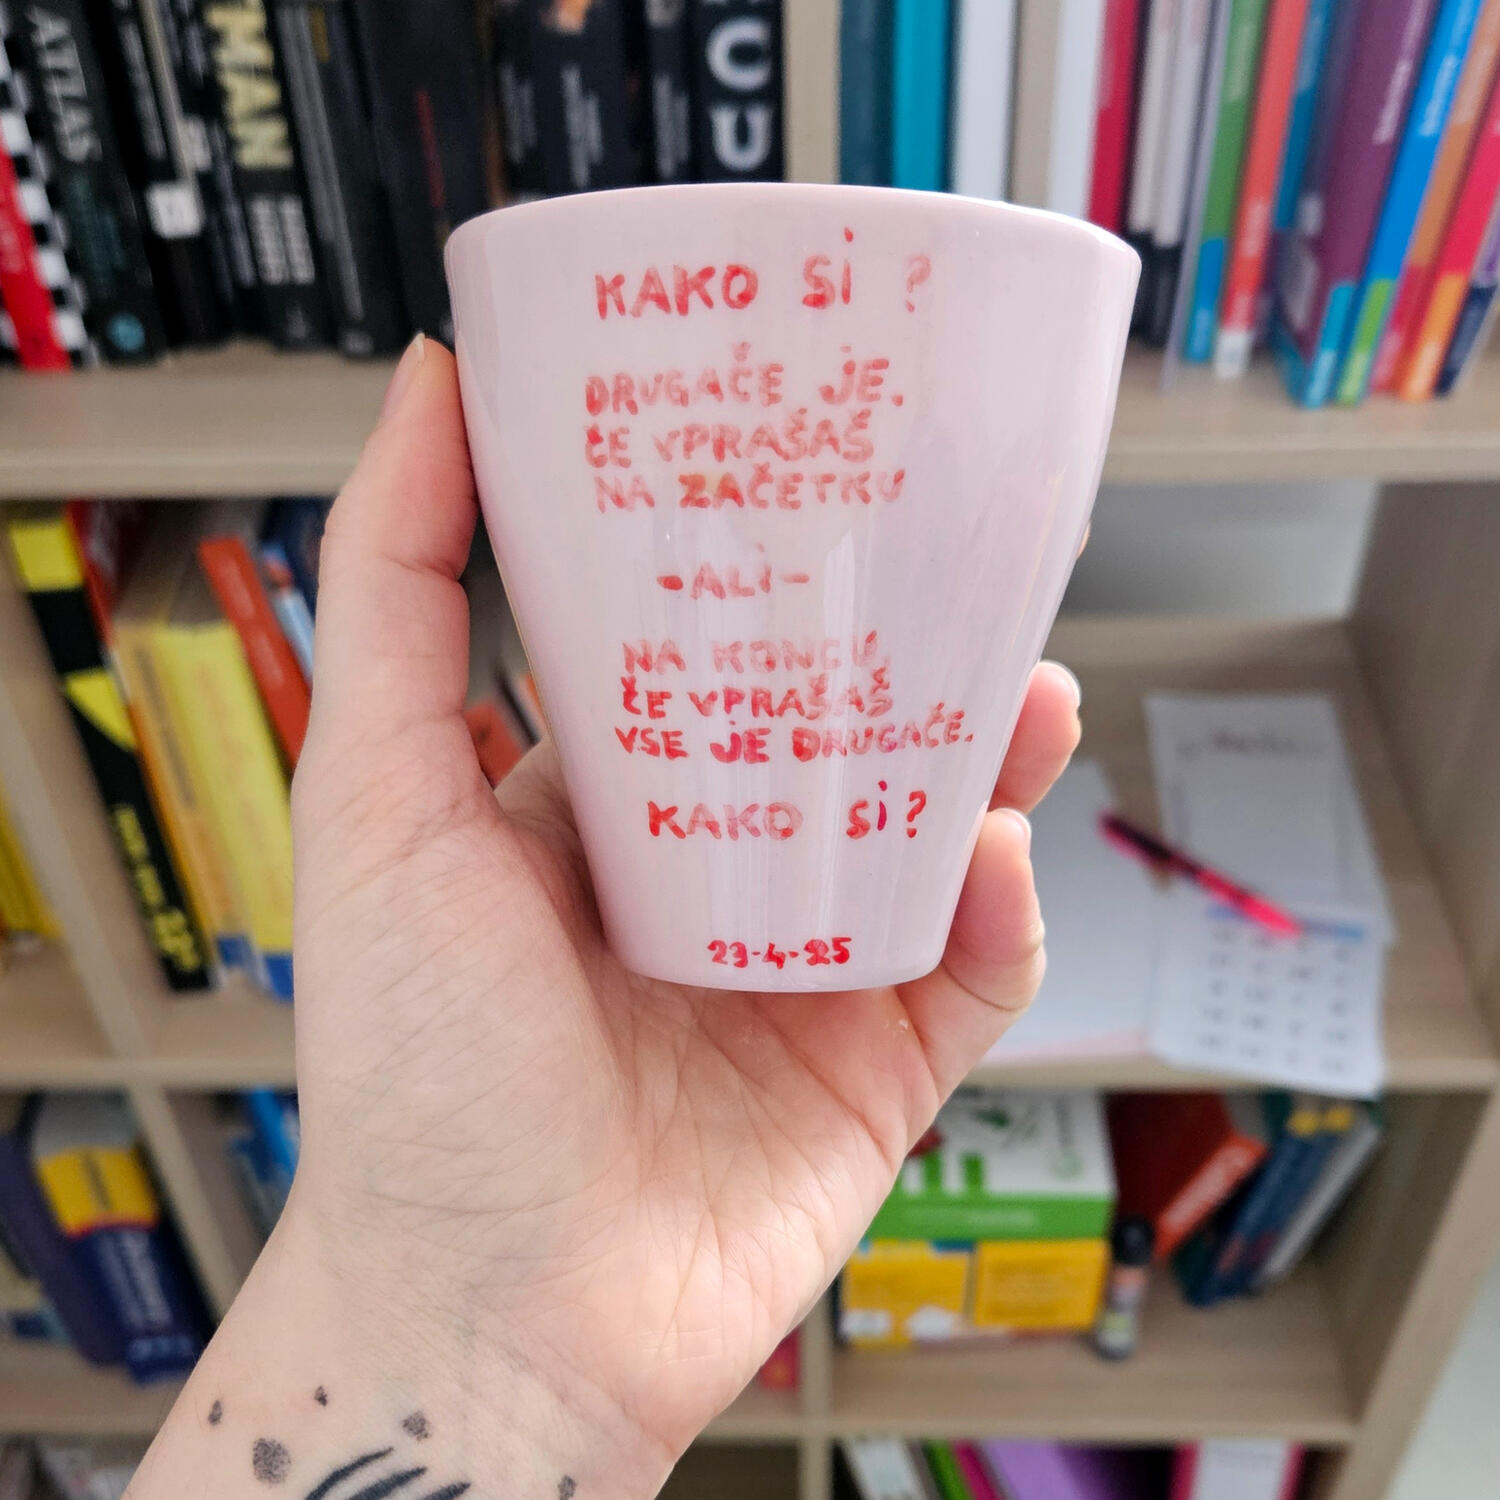 ATLAS
KAKO Si ?
DRUGAČE JE.
ČE VPRAŠAŠ
NA ZAČETKU
-ALi-
NA KONCU,
ČE VPRAŠAŠ
VSE JE DRUGAČE.
KAKO Si?
23-4-25